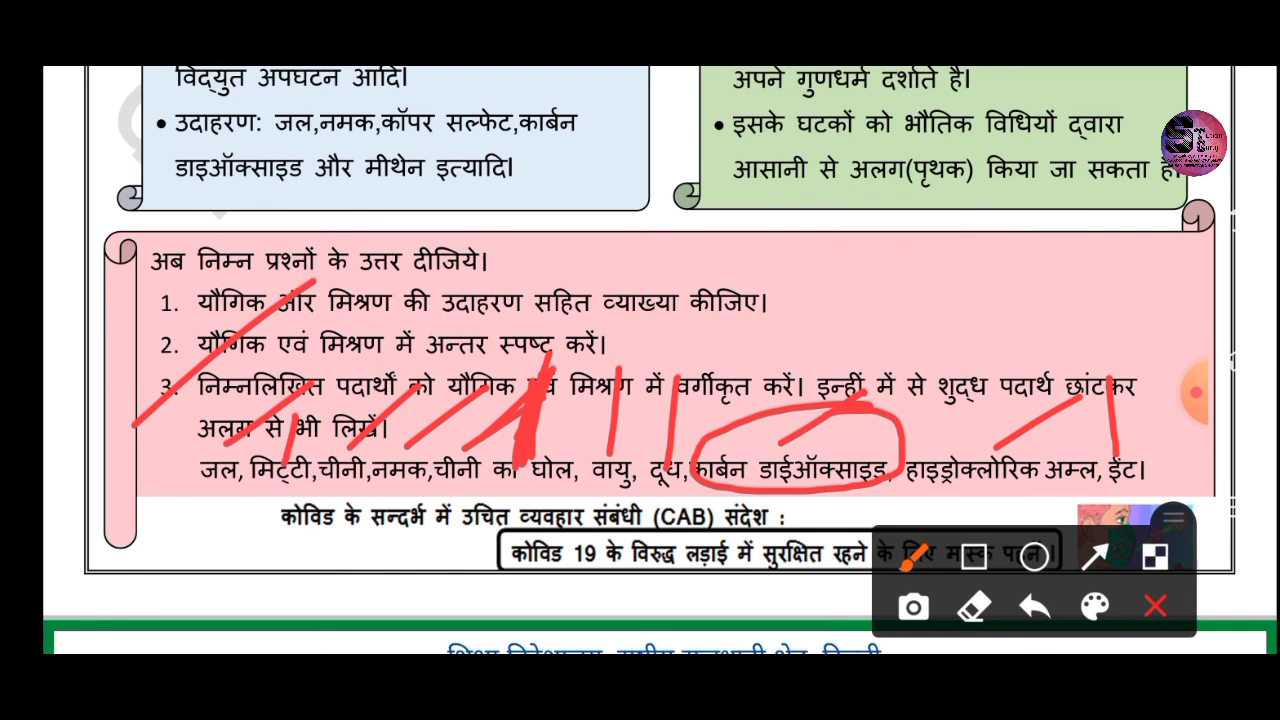 विद्युत अपघटन आदि।
• उदाहरण: जल,नमक,कॉपर सल्फेट,कार्बन
डाइऑक्साइड और मीथेन इत्यादि।
अपने गुणधर्म दर्शाते है।
• इसके घटकों को भौतिक विधियों द्वारा
आसानी से अलग(पृथक) किया जा सकता है।
अब निम्न प्रश्नों के उत्तर दीजिये।
1. यौगिक और मिश्रण की उदाहरण सहित व्याख्या कीजिए।
2. यौगिक एवं मिश्रण में अन्तर स्पष्ट करें।
3. निम्नलिखित पदार्थों को यौगिक एवं मिश्रण में वर्गीकृत करें। इन्हीं में से शुद्ध पदार्थ छांटकर
अलग से भी लिखें।
जल, मिट्टी,चीनी,नमक,चीनी का घोल, वायु, दूध,कार्बन डाईऑक्साइड, हाइड्रोक्लोरिक अम्ल, ईंट।
कोविड के सन्दर्भ में उचित व्यवहार संबंधी (CAB) संदेश :
कोविड 19 के विरुद्ध लड़ाई में सुरक्षित रहने के लिए मास्क पहनें।